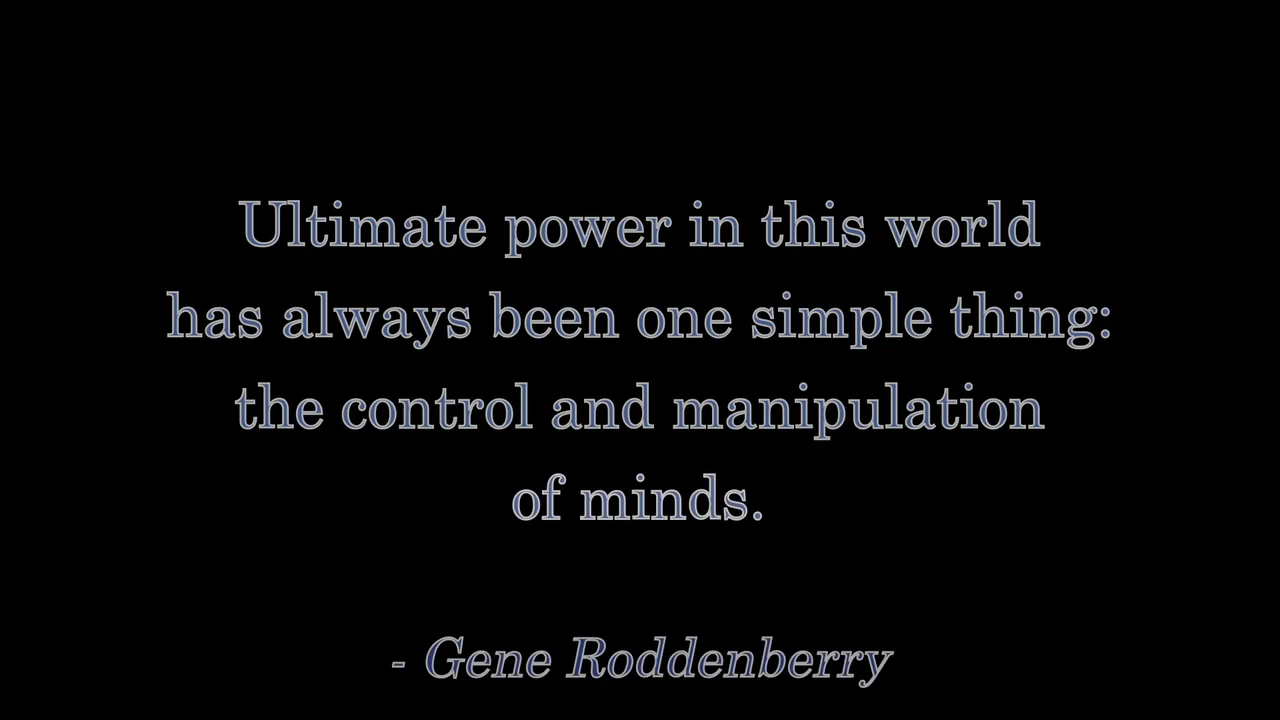 Ultimate power in this world
has always been one simple thing:
the control and manipulation
of minds.
- Gene Roddenberry